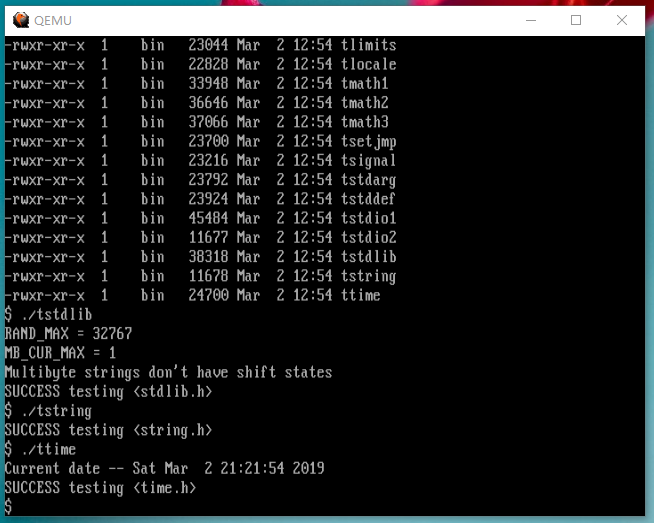 QEMU
-rwxr-xr-x  1    bin   23044 Mar  2 12:54 tlimits
-rwxr-xr-x  1    bin   22828 Mar  2 12:54 tlocale
-rwxr-xr-x  1    bin   33948 Mar  2 12:54 tmath1
-rwxr-xr-x  1    bin   36646 Mar  2 12:54 tmath2
-rwxr-xr-x  1    bin   37066 Mar  2 12:54 tmath3
-rwxr-xr-x  1    bin   23700 Mar  2 12:54 tsetjmp
-rwxr-xr-x  1    bin   23216 Mar  2 12:54 tsignal
-rwxr-xr-x  1    bin   23792 Mar  2 12:54 tstdarg
-rwxr-xr-x  1    bin   23924 Mar  2 12:54 tstddef
-rwxr-xr-x  1    bin   45484 Mar  2 12:54 tstdio1
-rwxr-xr-x  1    bin   11677 Mar  2 12:54 tstdio2
-rwxr-xr-x  1    bin   38318 Mar  2 12:54 tstdlib
-rwxr-xr-x  1    bin   11678 Mar  2 12:54 tstring
-rwxr-xr-x  1    bin   24700 Mar  2 12:54 ttime
$ ./tstdlib
RAND_MAX = 32767
MB_CUR_MAX = 1
Multibyte strings don't have shift states
SUCCESS testing <stdlib.h>
$ ./tstring
SUCCESS testing <string.h>
$ ./ttime
Current date -- Sat Mar  2 21:21:54 2019
SUCCESS testing <time.h>
$